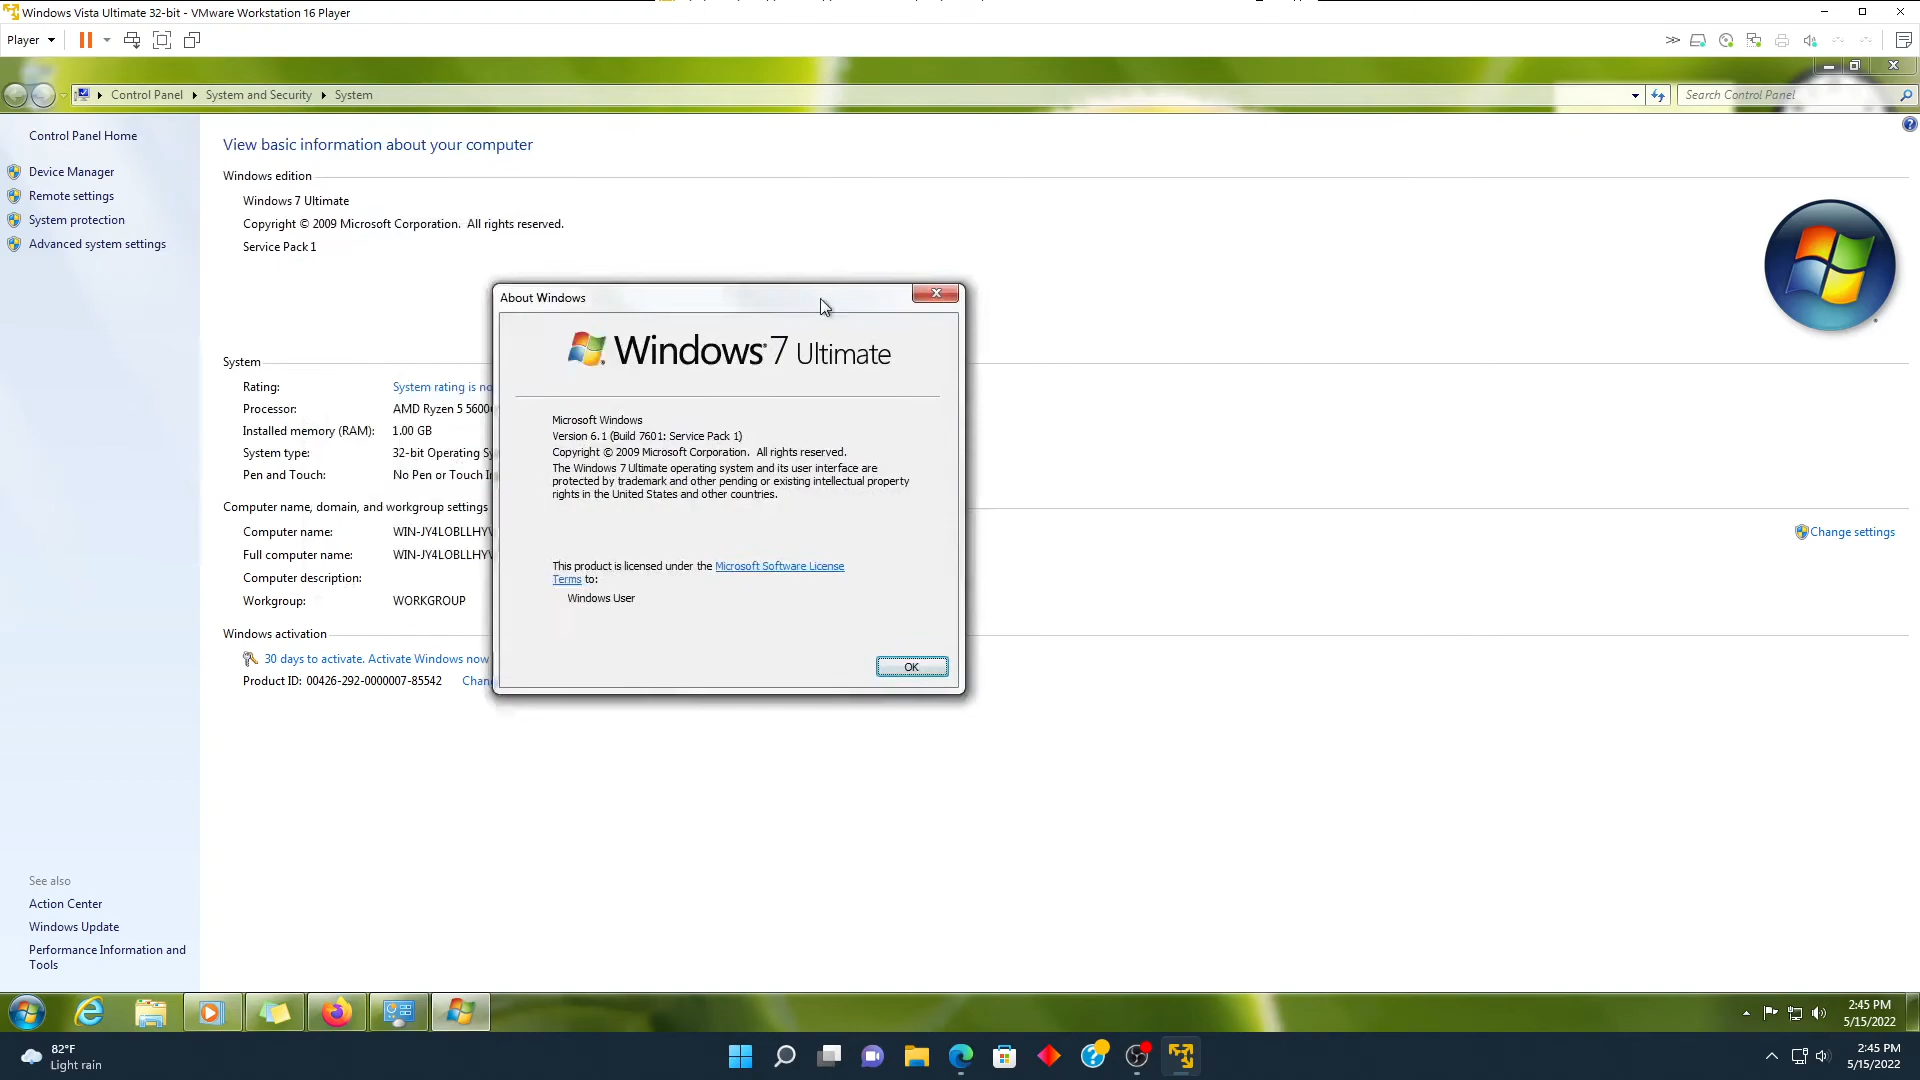 Windows Vista Ultimate 32-bit - VMware Workstation 16 Player
Player
Control Panel
System and Security
System
Search Control Panel
Control Panel Home
Device Manager
Remote settings
System protection
Advanced system settings
View basic information about your computer
Windows edition
Windows 7 Ultimate
Copyright © 2009 Microsoft Corporation.  All rights reserved.
Service Pack 1
System
Rating:
System rating is
Processor:
AMD Ryzen 5
Installed memory (RAM):
1.00 GB
System type:
32-bit Operating
Pen and Touch:
No Pen or Touch
Computer name, domain, and workgroup settings
Computer name:
WIN-JY4LOBLLHY
Full computer name:
WIN-JY4LOBLLHY
Computer description:
Workgroup:
WORKGROUP
Change settings
Windows activation
30 days to activate. Activate Windows now
Product ID: 00426-292-0000007-85542
Chan
About Windows
Windows 7 Ultimate
Microsoft Windows
Version 6.1 (Build 7601: Service Pack 1)
Copyright © 2009 Microsoft Corporation.  All rights reserved.
The Windows 7 Ultimate operating system and its user interface are
protected by trademark and other pending or existing intellectual property
rights in the United States and other countries.
This product is licensed under the Microsoft Software License
Terms to:
Windows User
OK
See also
Action Center
Windows Update
Performance Information and
Tools
2:45 PM
5/15/2022
82°F
Light rain
2:45 PM
5/15/2022